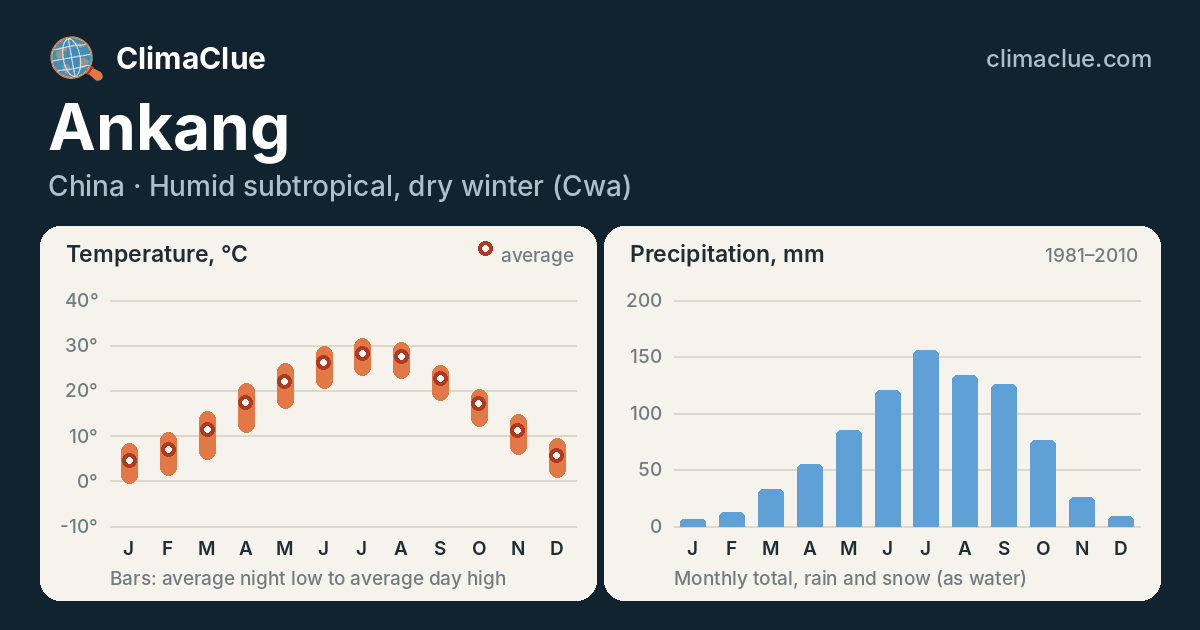 ClimaClue
climaclue.com
Ankang
China · Humid subtropical, dry winter (Cwa)
Temperature, °C
average
40°
30°
20°
10°
0°
-10°
J F M A M J J A S O N D
Bars: average night low to average day high
Precipitation, mm
1981–2010
200
150
100
50
0
J F M A M J J A S O N D
Monthly total, rain and snow (as water)